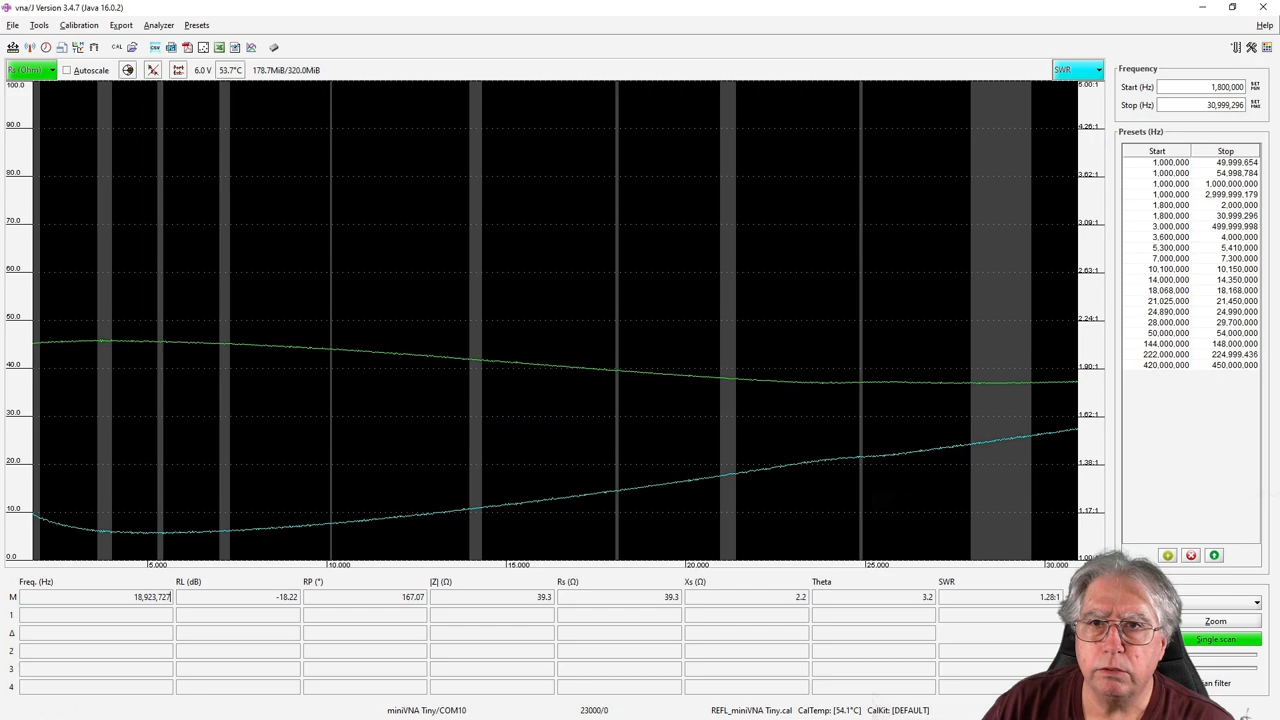 vna/J Version 3.4.7 (Java 16.0.2)
File Tools Calibration Export Analyzer Presets Help
CAL CSV
Rs (Ohm) Autoscale 6.0 V 53.7°C 178.7MiB/320.0MiB SWR
100.0 5.00:1
90.0 4.26:1
80.0 3.62:1
70.0 3.09:1
60.0 2.63:1
50.0 2.24:1
40.0 1.90:1
30.0 1.62:1
20.0 1.38:1
10.0 1.17:1
0.0 1.00
5.000 10.000 15.000 20.000 25.000 30.000
Frequency
Start (Hz) 1,800,000
Stop (Hz) 30,999,296
Presets (Hz)
Start Stop
1,000,000 49,999,654
1,000,000 54,998,784
1,000,000 1,000,000,000
1,000,000 2,999,999,179
1,800,000 2,000,000
1,800,000 30,999,296
3,000,000 499,999,998
3,600,000 4,000,000
5,300,000 5,410,000
7,000,000 7,300,000
10,100,000 10,150,000
14,000,000 14,350,000
18,068,000 18,168,000
21,025,000 21,450,000
24,890,000 24,990,000
28,000,000 29,700,000
50,000,000 54,000,000
144,000,000 148,000,000
222,000,000 224,999,436
420,000,000 450,000,000
Freq. (Hz) RL (dB) RP (°) |Z| (Ω) Rs (Ω) Xs (Ω) Theta SWR
M 18,923,727 -18.22 167.07 39.3 39.3 2.2 3.2 1.28:1
1
Δ
2
3
4
Zoom
Single scan
an filter
miniVNA Tiny/COM10 23000/0 REFL_miniVNA Tiny.cal CalTemp: [54.1°C] CalKit: [DEFAULT]